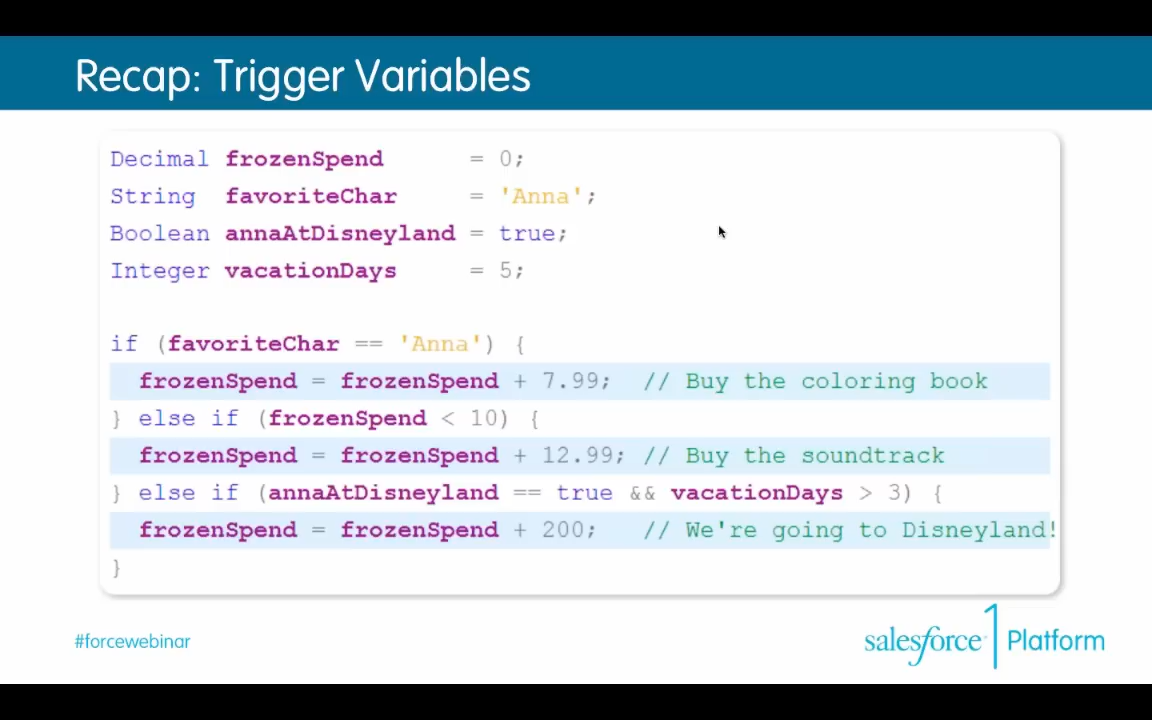 Recap: Trigger Variables
Decimal frozenSpend = 0;
String favoriteChar = 'Anna';
Boolean annaAtDisneyland = true;
Integer vacationDays = 5;
if (favoriteChar == 'Anna') {
frozenSpend = frozenSpend + 7.99; // Buy the coloring book
} else if (frozenSpend < 10) {
frozenSpend = frozenSpend + 12.99; // Buy the soundtrack
} else if (annaAtDisneyland == true && vacationDays > 3) {
frozenSpend = frozenSpend + 200; // We're going to Disneyland!
}
#forcewebinar
salesforce1 Platform